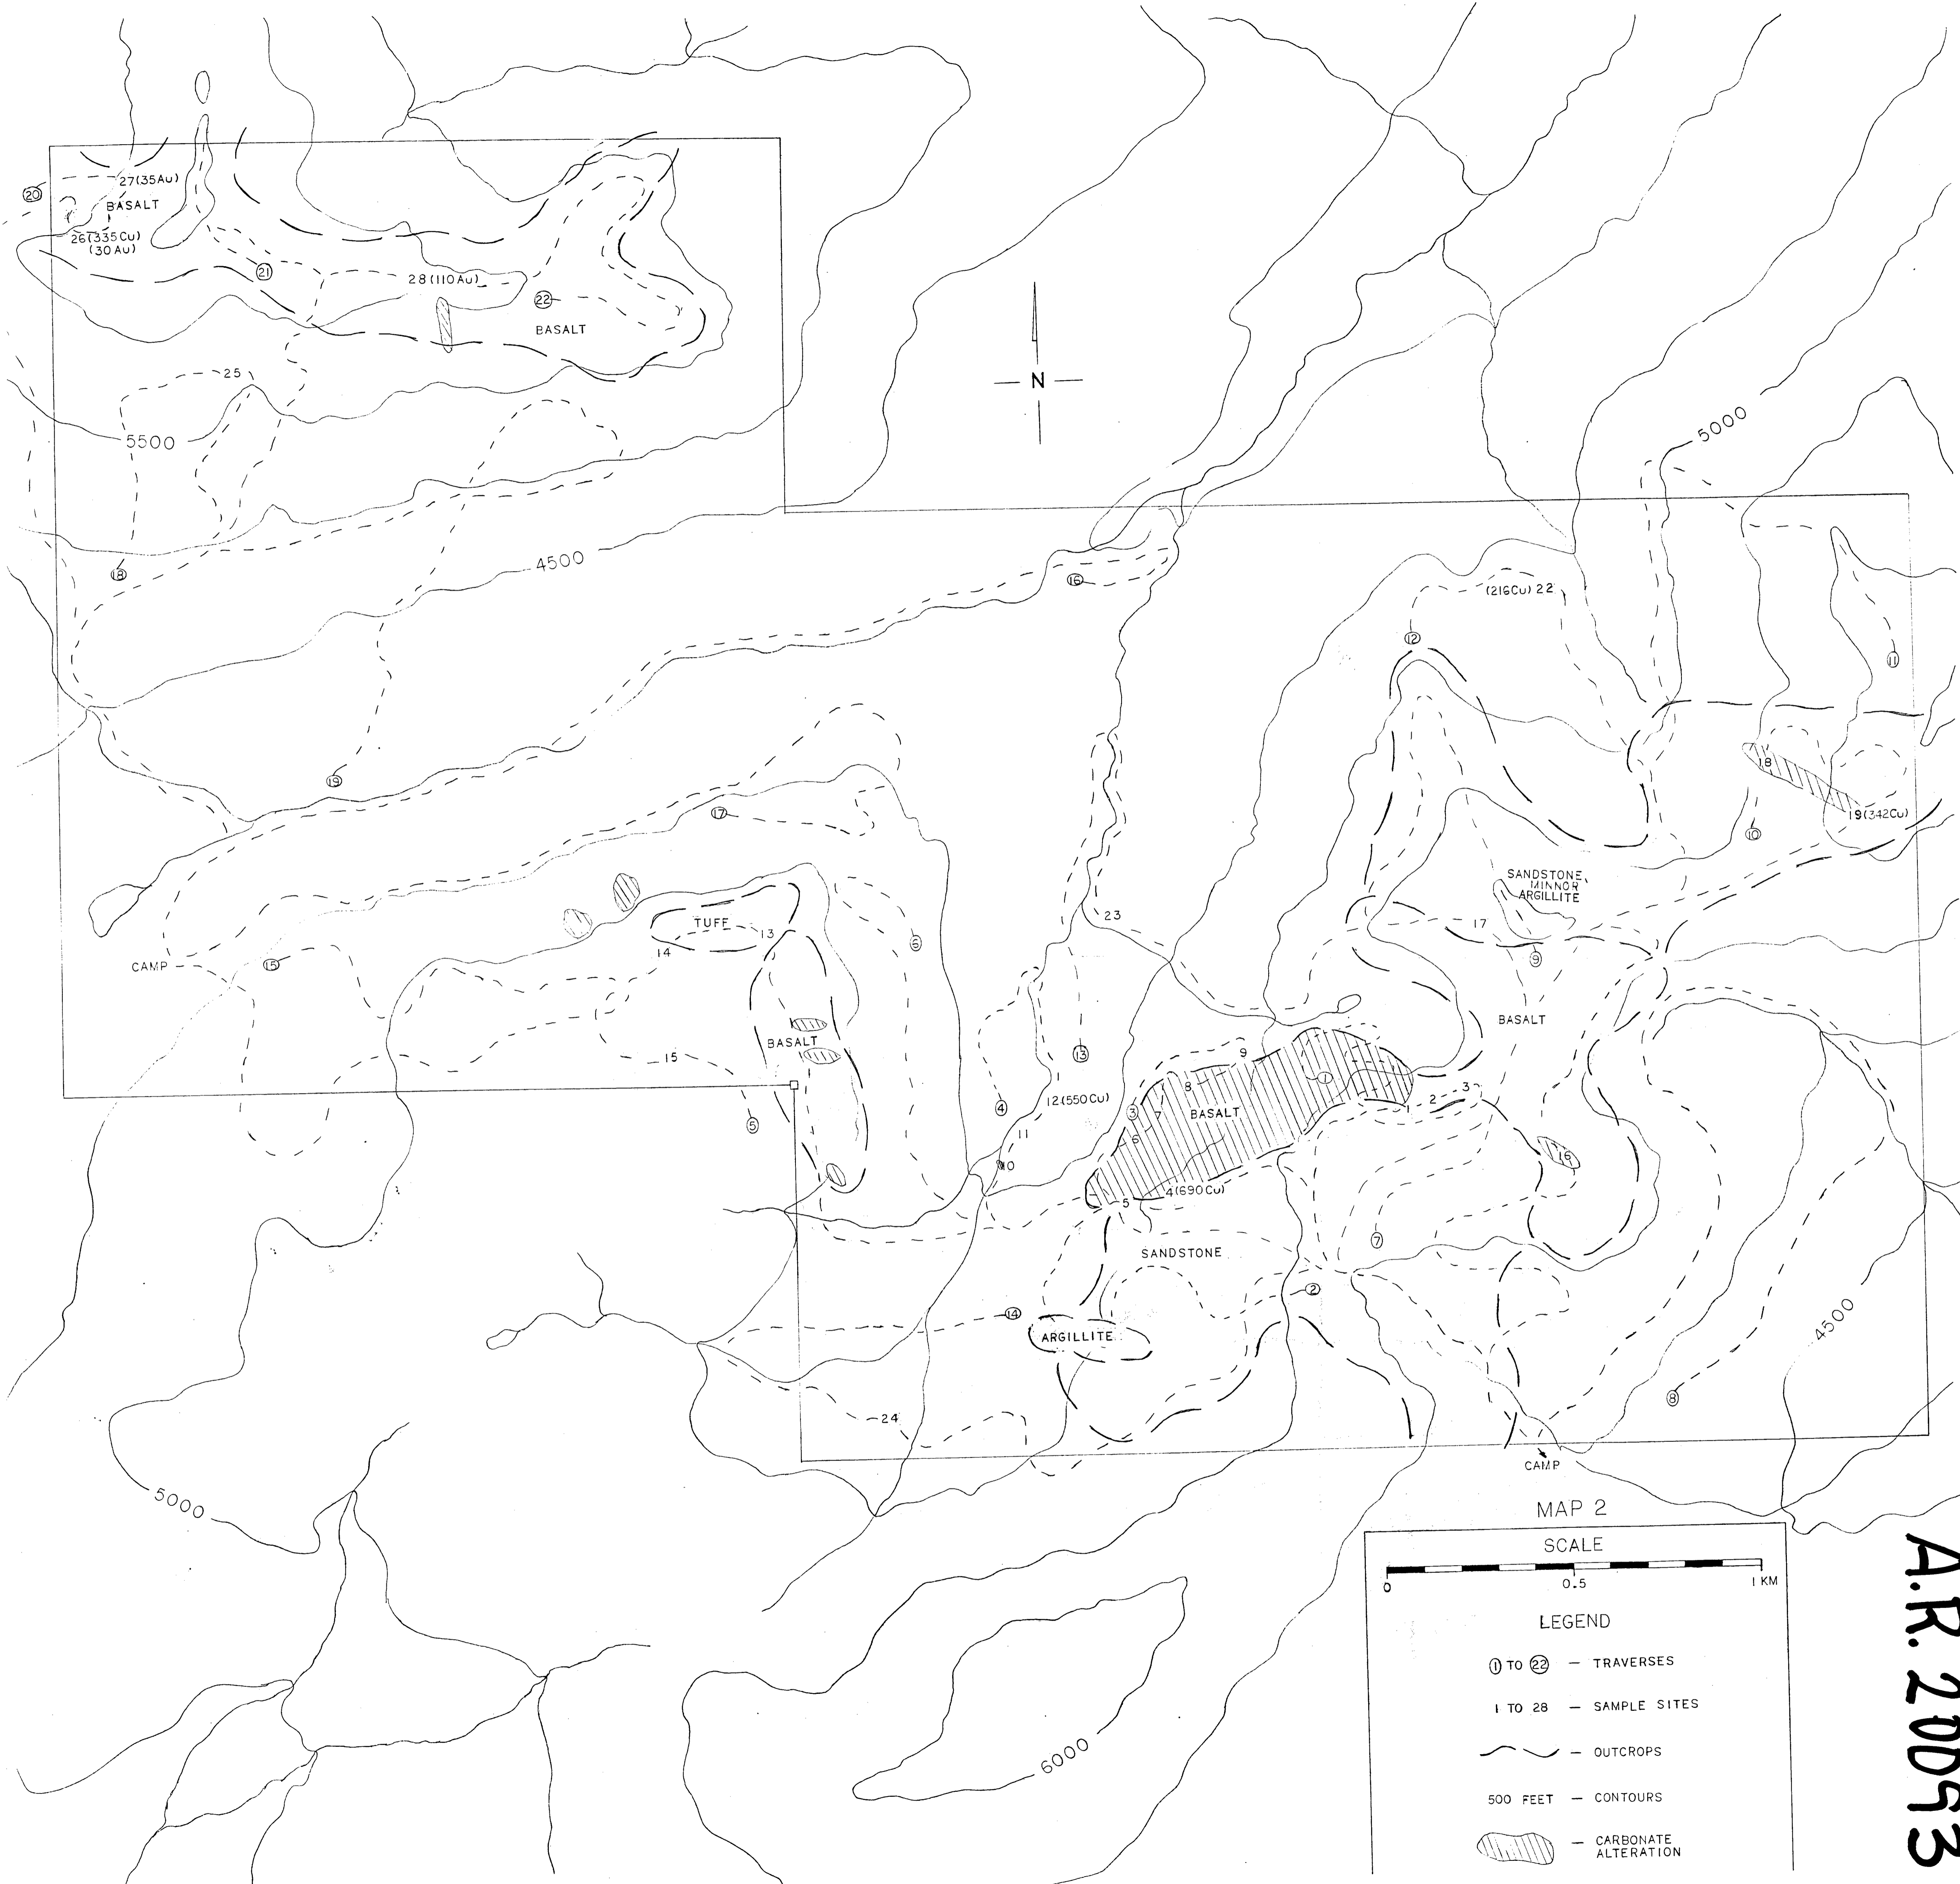 27(35Au)
20
BASALT
26(335Cu)
(30Au)
21
28(110Au)
22
BASALT
N
25
5500
5000
4500
18
16
(216Cu) 22
12
11
19
17
18
19(342Cu)
10
SANDSTONE,
MINNOR
ARGILLITE
TUFF
13
14
23
17
6
9
CAMP
15
BASALT
BASALT
15
13
9
1
8
3
2
4
12(550Cu)
3
7
BASALT
1
5
11
6
16
10
4(690Cu)
5
7
SANDSTONE
2
14
ARGILLITE
4500
8
24
CAMP
5000
MAP 2
SCALE
0
0.5
1 KM
LEGEND
1 TO 22 — TRAVERSES
1 TO 28 — SAMPLE SITES
— OUTCROPS
500 FEET — CONTOURS
— CARBONATE
ALTERATION
6000
A.R. 20093